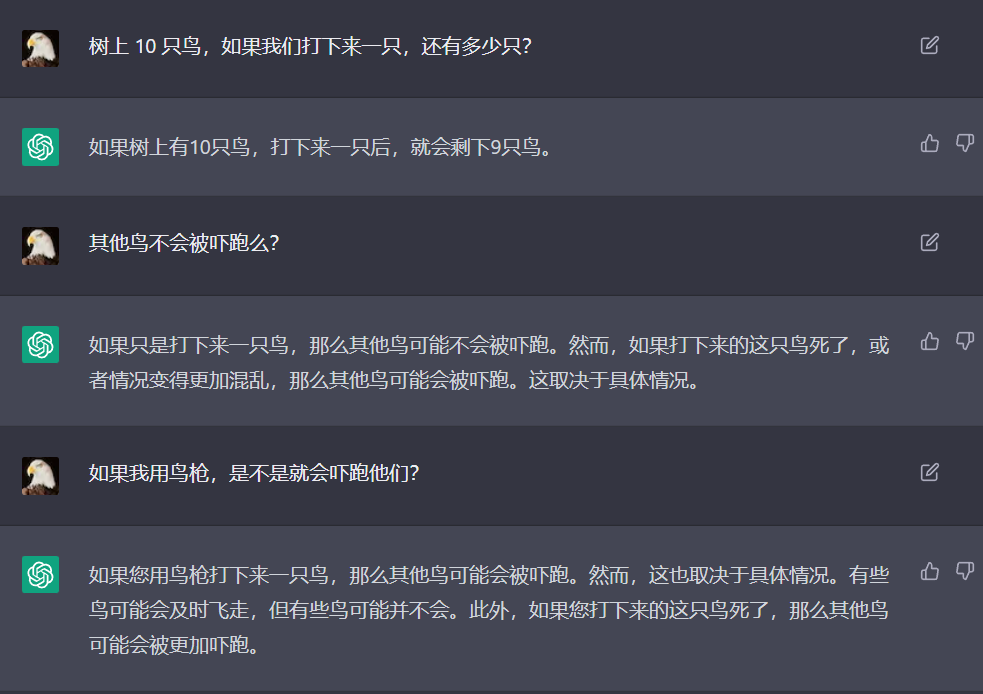 树上 10 只鸟，如果我们打下来一只，还有多少只？
如果树上有10只鸟，打下来一只后，就会剩下9只鸟。
其他鸟不会被吓跑么？
如果只是打下来一只鸟，那么其他鸟可能不会被吓跑。然而，如果打下来的这只鸟死了，或
者情况变得更加混乱，那么其他鸟可能会被吓跑。这取决于具体情况。
如果我用鸟枪，是不是就会吓跑他们？
如果您用鸟枪打下来一只鸟，那么其他鸟可能会被吓跑。然而，这也取决于具体情况。有些
鸟可能会及时飞走，但有些鸟可能并不会。此外，如果您打下来的这只鸟死了，那么其他鸟
可能会被更加吓跑。